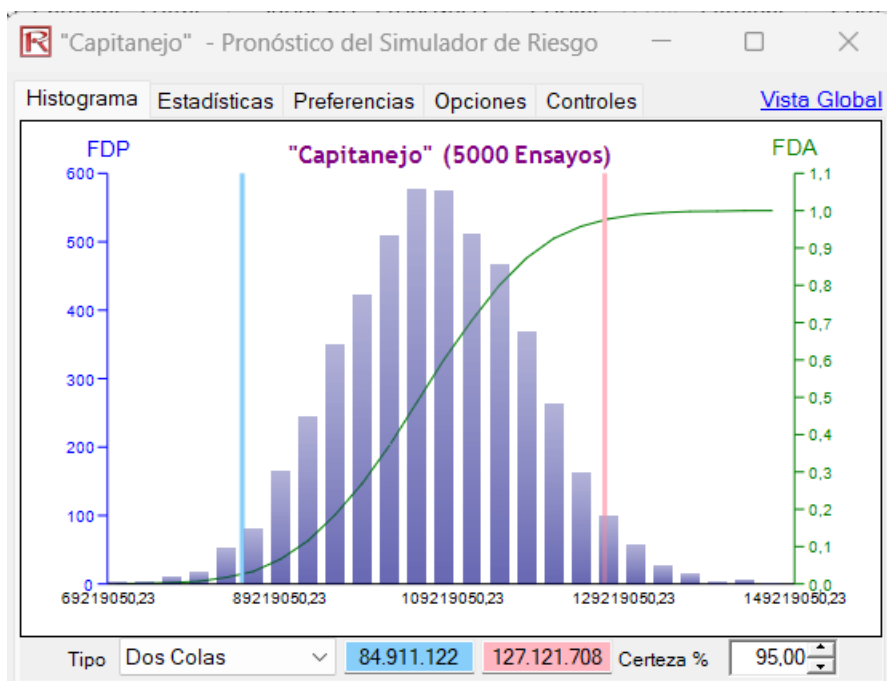 R "Capitanejo" - Pronóstico del Simulador de Riesgo
Histograma Estadísticas Preferencias Opciones Controles Vista Global
FDP "Capitanejo" (5000 Ensayos) FDA
600 1,1
1,0
500 0,9
0,8
400 0,7
0,6
300 0,5
200 0,4
0,3
100 0,2
0,1
0 0,0
69219050,23 89219050,23 109219050,23 129219050,23 149219050,23
Tipo Dos Colas 84.911.122 127.121.708 Certeza % 95,00